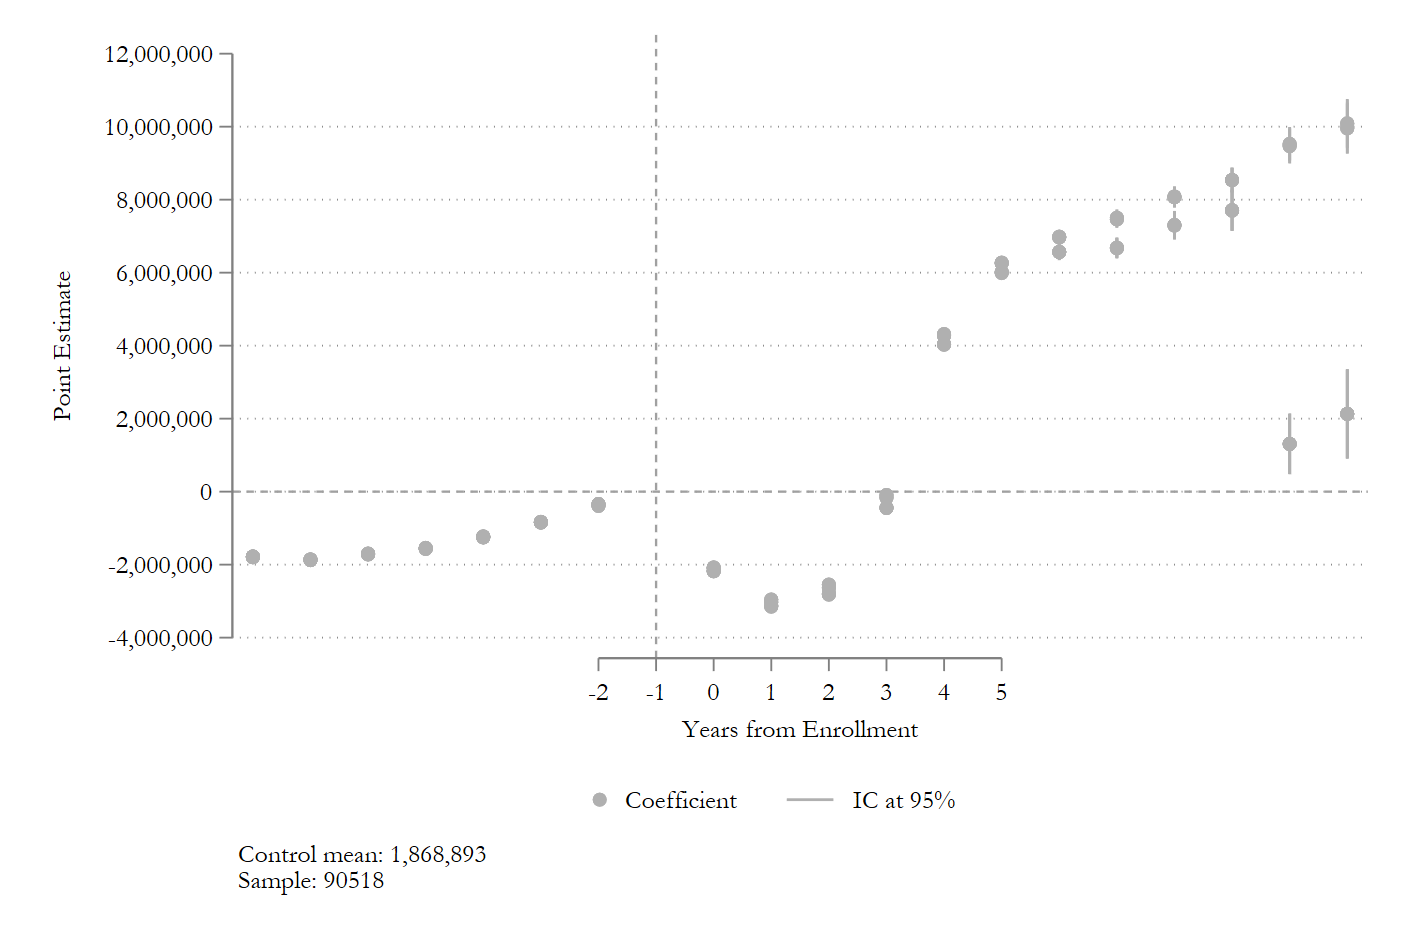 12,000,000
10,000,000
8,000,000
6,000,000
4,000,000
2,000,000
0
-2,000,000
-4,000,000
Point Estimate
-2 -1 0 1 2 3 4 5
Years from Enrollment
Coefficient IC at 95%
Control mean: 1,868,893
Sample: 90518